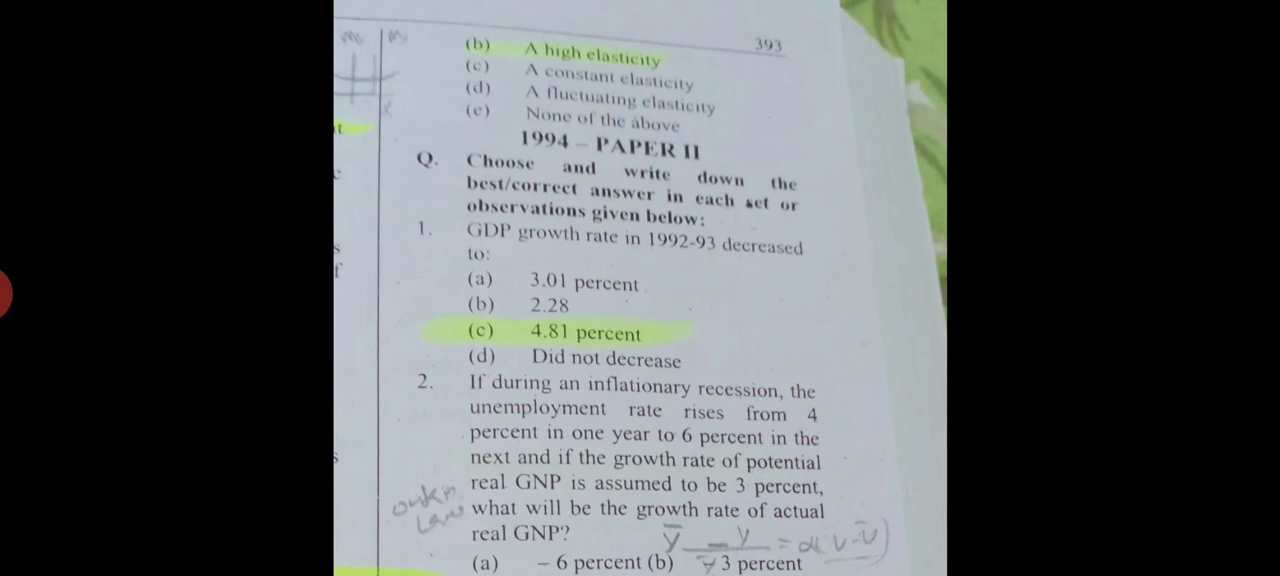 393
(b) A high elasticity
(c) A constant elasticity
(d) A fluctuating elasticity
(e) None of the above
1994 – PAPER II
Q. Choose and write down the
best/correct answer in each set or
observations given below:
1. GDP growth rate in 1992-93 decreased
to:
(a) 3.01 percent
(b) 2.28
(c) 4.81 percent
(d) Did not decrease
2. If during an inflationary recession, the
unemployment rate rises from 4
percent in one year to 6 percent in the
next and if the growth rate of potential
real GNP is assumed to be 3 percent,
what will be the growth rate of actual
real GNP?
(a) – 6 percent (b) 3 percent